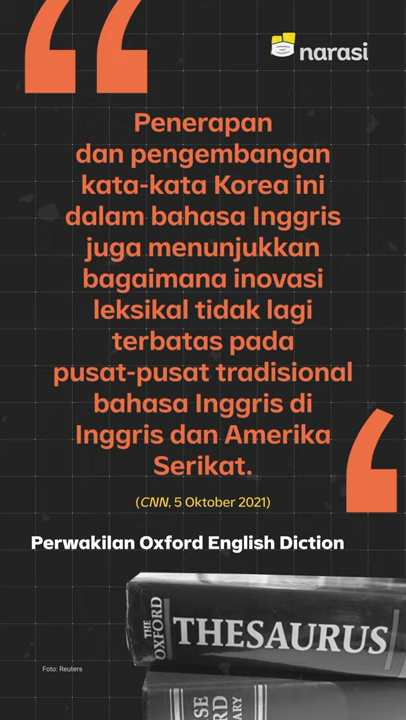 narasi
Penerapan
dan pengembangan
kata-kata Korea ini
dalam bahasa Inggris
juga menunjukkan
bagaimana inovasi
leksikal tidak lagi
terbatas pada
pusat-pusat tradisional
bahasa Inggris di
Inggris dan Amerika
Serikat.
(CNN, 5 Oktober 2021)
Perwakilan Oxford English Diction
THE
OXFORD
THESAURUS
Foto: Reuters